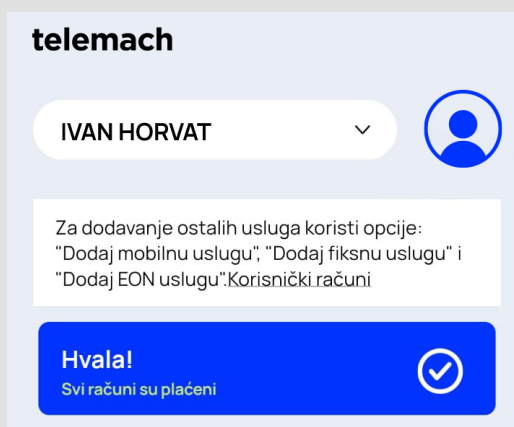 telemach
IVAN HORVAT
Za dodavanje ostalih usluga koristi opcije:
"Dodaj mobilnu uslugu", "Dodaj fiksnu uslugu" i
"Dodaj EON uslugu".Korisnički računi
Hvala!
Svi računi su plaćeni